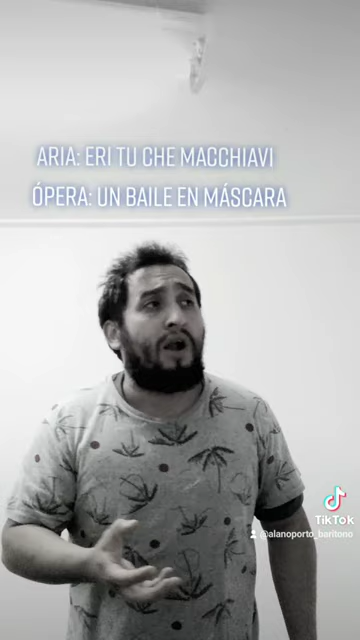 ARIA: ERI TU CHE MACCHIAVI
ÓPERA: UN BAILE EN MÁSCARA
TikTok
@alanoporto_baritono